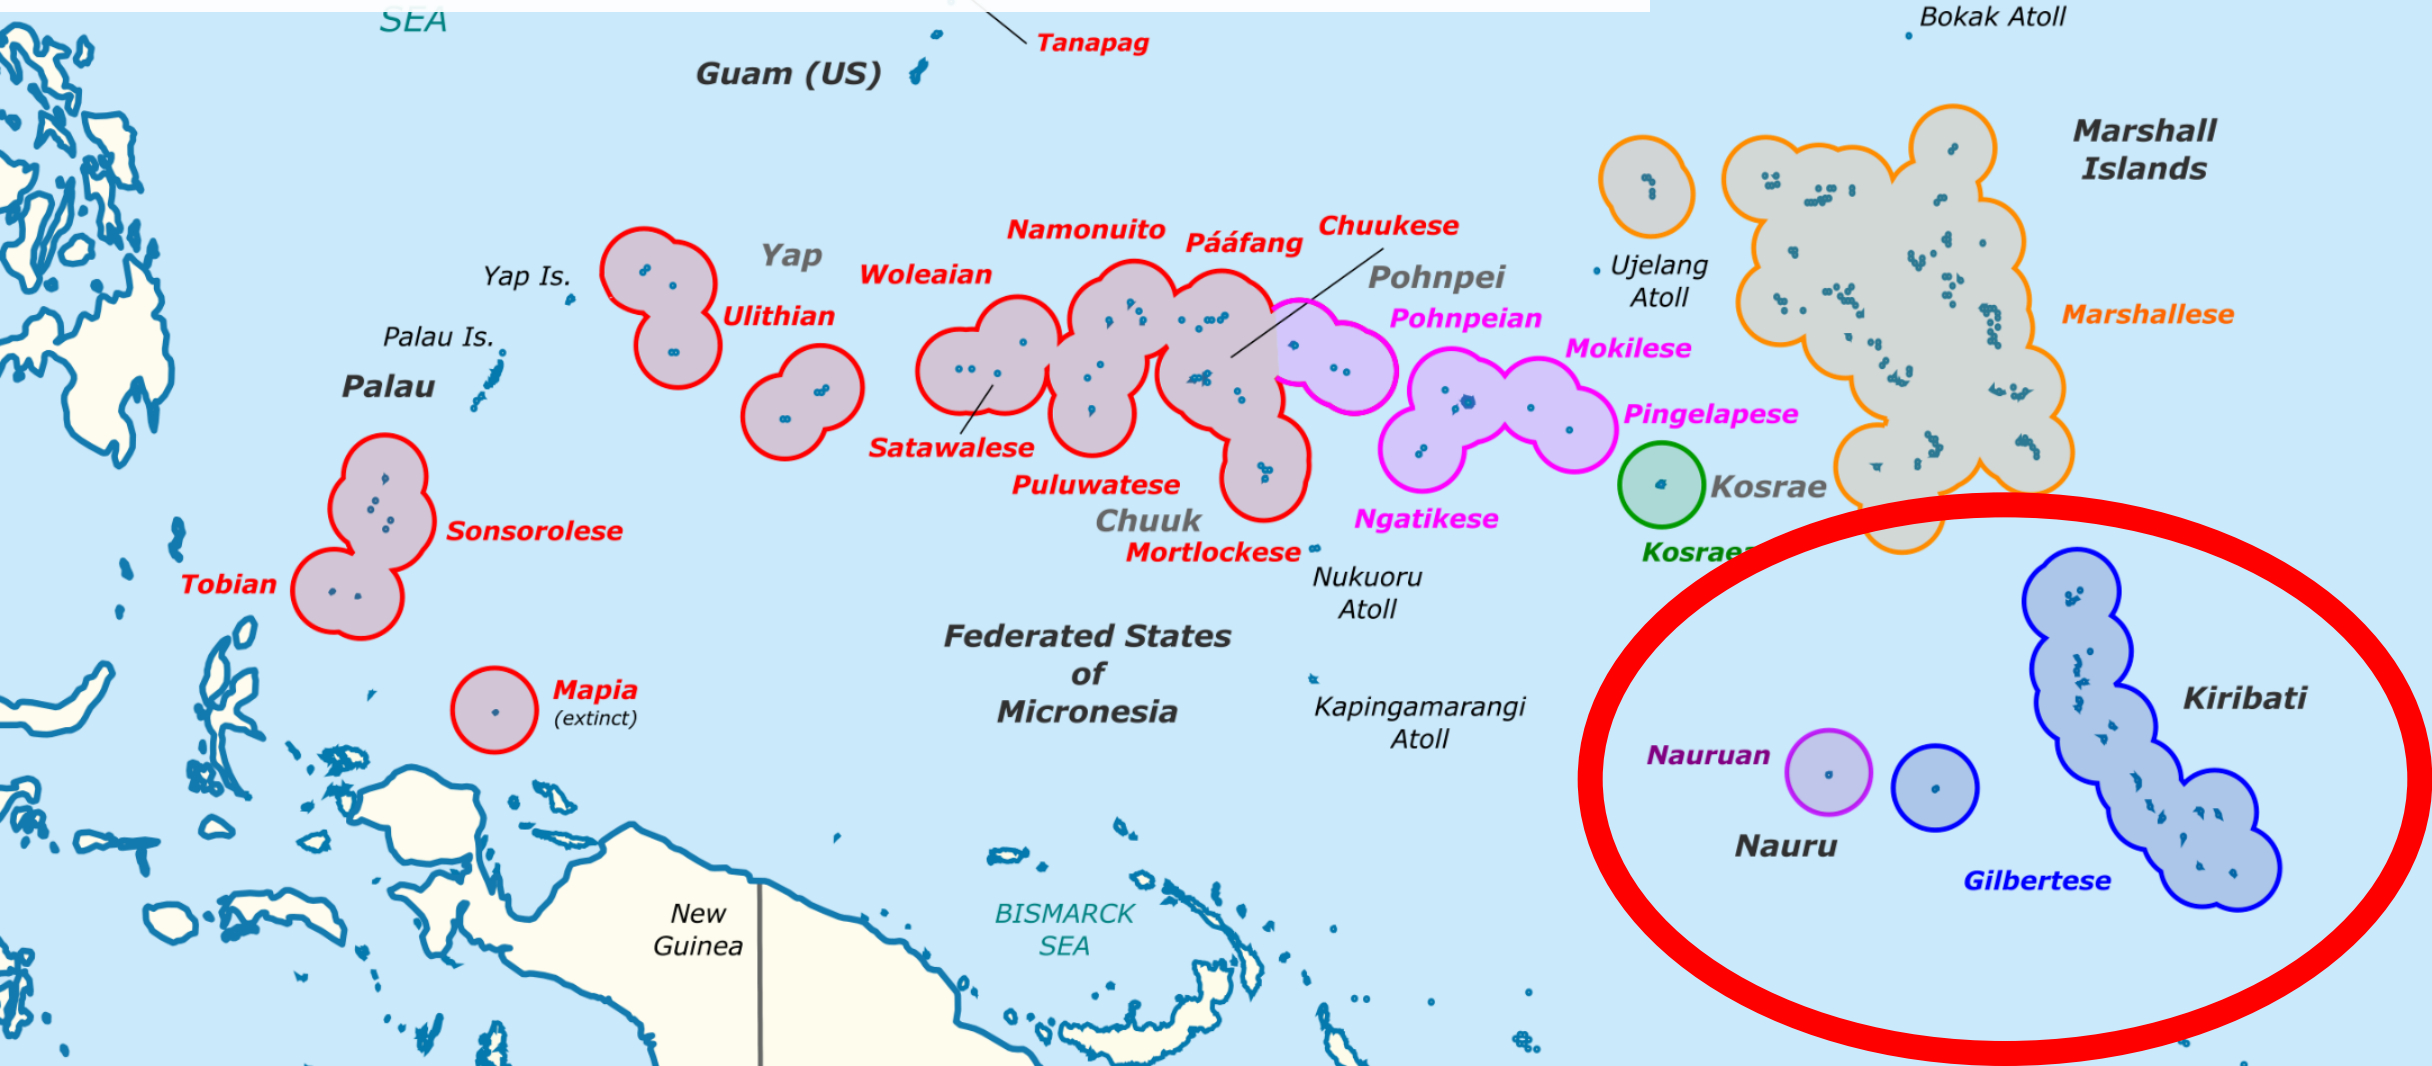 SEA
Bokak Atoll
Tanapag
Guam (US)
Marshall
Islands
Namonuito
Pááfang
Chuukese
Yap
Woleaian
Pohnpei
Ujelang
Atoll
Yap Is.
Ulithian
Pohnpeian
Marshallese
Palau Is.
Mokilese
Palau
Pingelapese
Satawalese
Puluwatese
Kosrae
Chuuk
Ngatikese
Sonsorolese
Mortlockese
Tobian
Nukuoru
Atoll
Federated States
of
Micronesia
Mapia
(extinct)
Kapingamarangi
Atoll
Kiribati
Nauruan
Nauru
Gilbertese
New
Guinea
BISMARCK
SEA